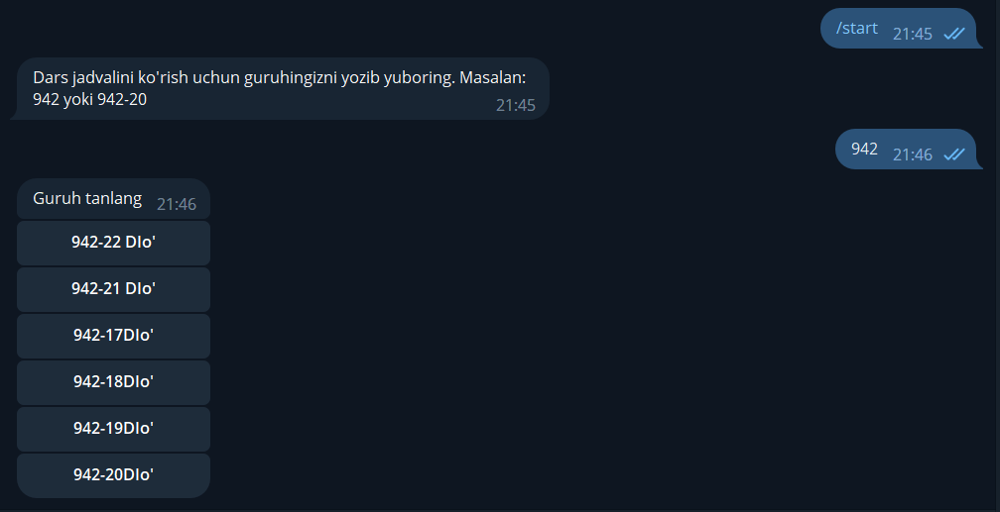 /start 21:45
Dars jadvalini ko'rish uchun guruhingizni yozib yuboring. Masalan:
942 yoki 942-20
21:45
942 21:46
Guruh tanlang 21:46
942-22 DIo'
942-21 DIo'
942-17DIo'
942-18DIo'
942-19DIo'
942-20DIo'